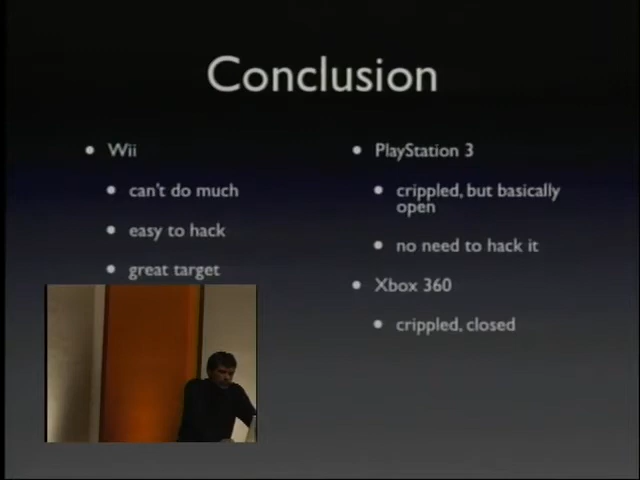 Conclusion
Wii
can't do much
easy to hack
great target
PlayStation 3
crippled, but basically
open
no need to hack it
Xbox 360
crippled, closed